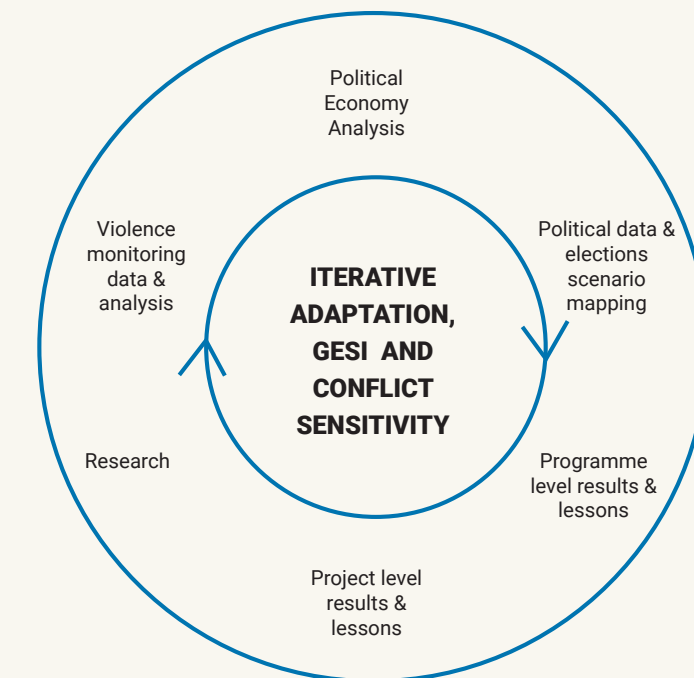 Political
Economy
Analysis
Violence
monitoring
data &
analysis
Political data &
elections
scenario
mapping
ITERATIVE
ADAPTATION,
GESI AND
CONFLICT
SENSITIVITY
Research
Programme
level results &
lessons
Project level
results &
lessons